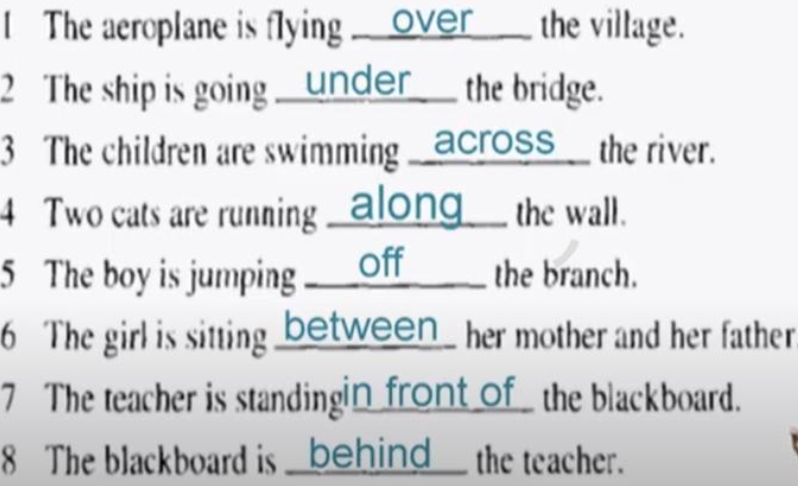 1 The aeroplane is flying over the village.
2 The ship is going under the bridge.
3 The children are swimming across the river.
4 Two cats are running along the wall.
5 The boy is jumping off the branch.
6 The girl is sitting between her mother and her father.
7 The teacher is standing in front of the blackboard.
8 The blackboard is behind the teacher.